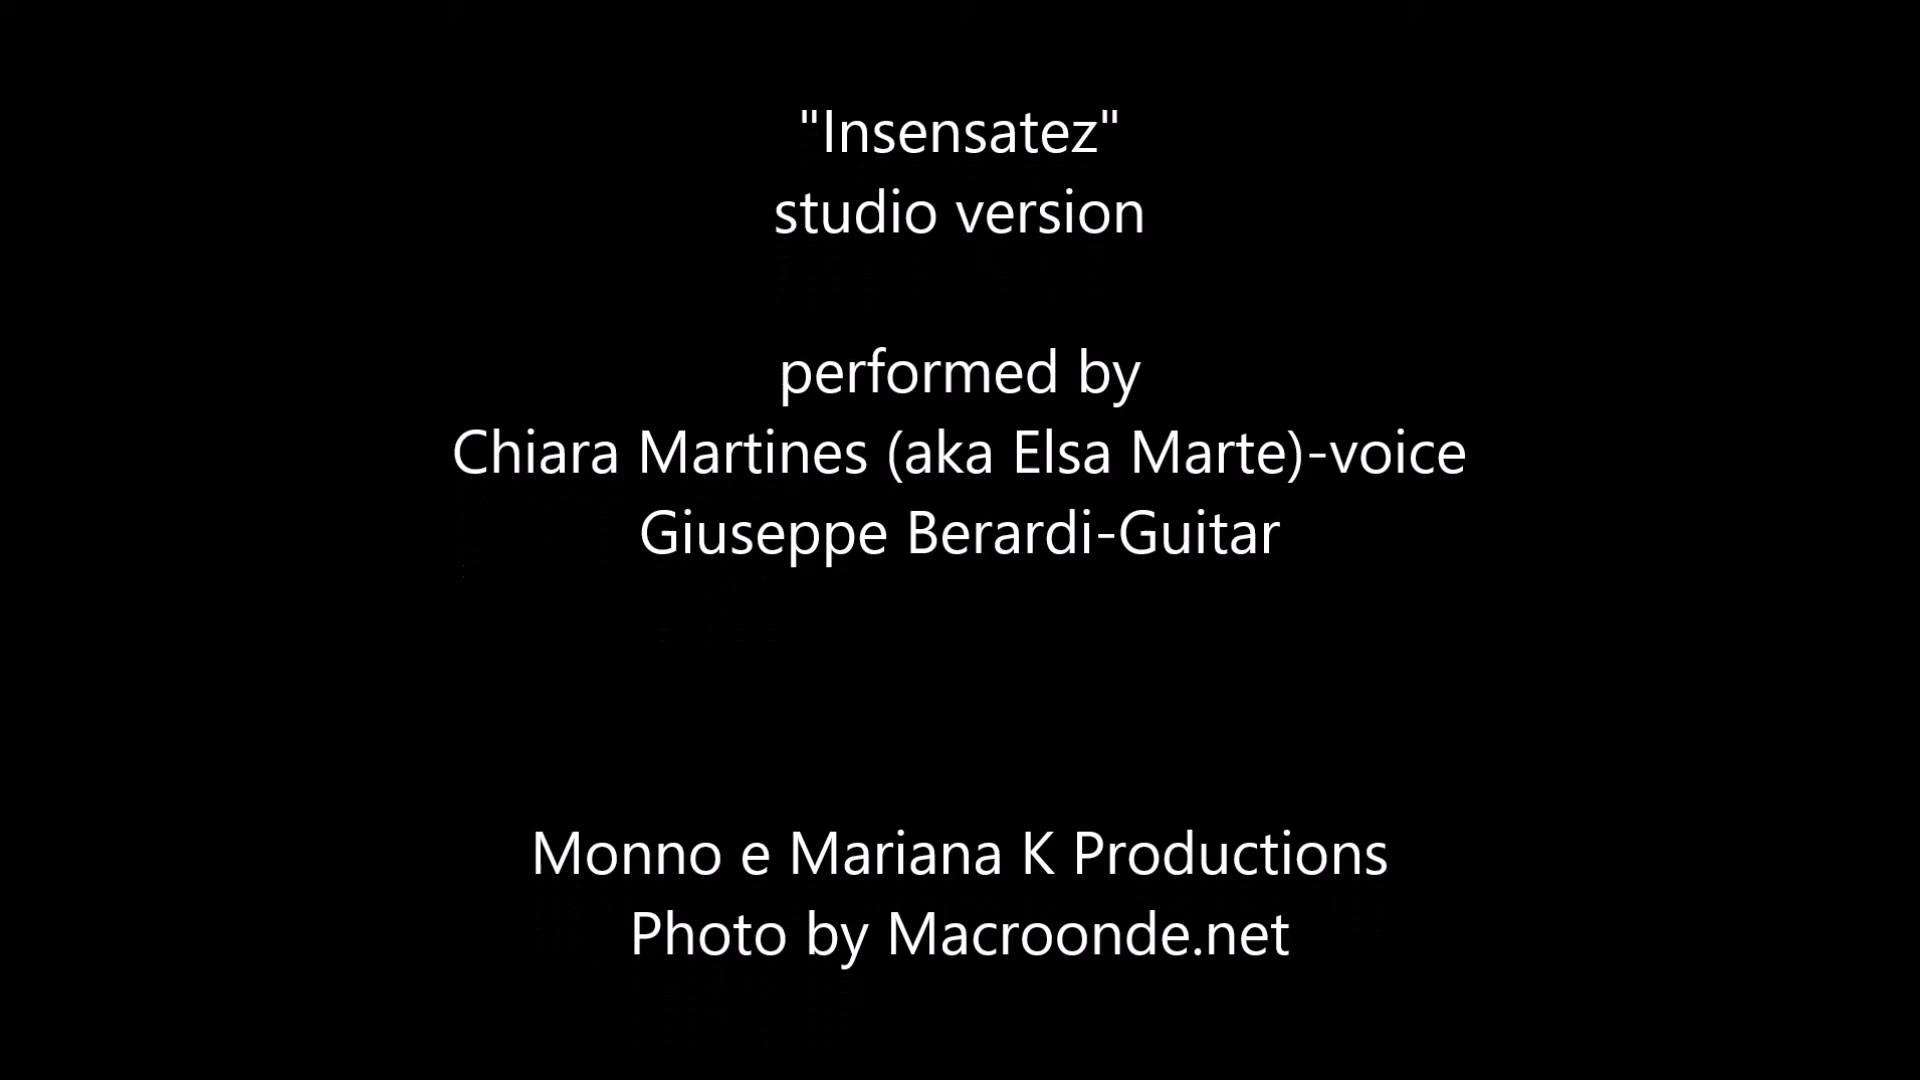 "Insensatez"
studio version
performed by
Chiara Martines (aka Elsa Marte)-voice
Giuseppe Berardi-Guitar
Monno e Mariana K Productions
Photo by Macroonde.net